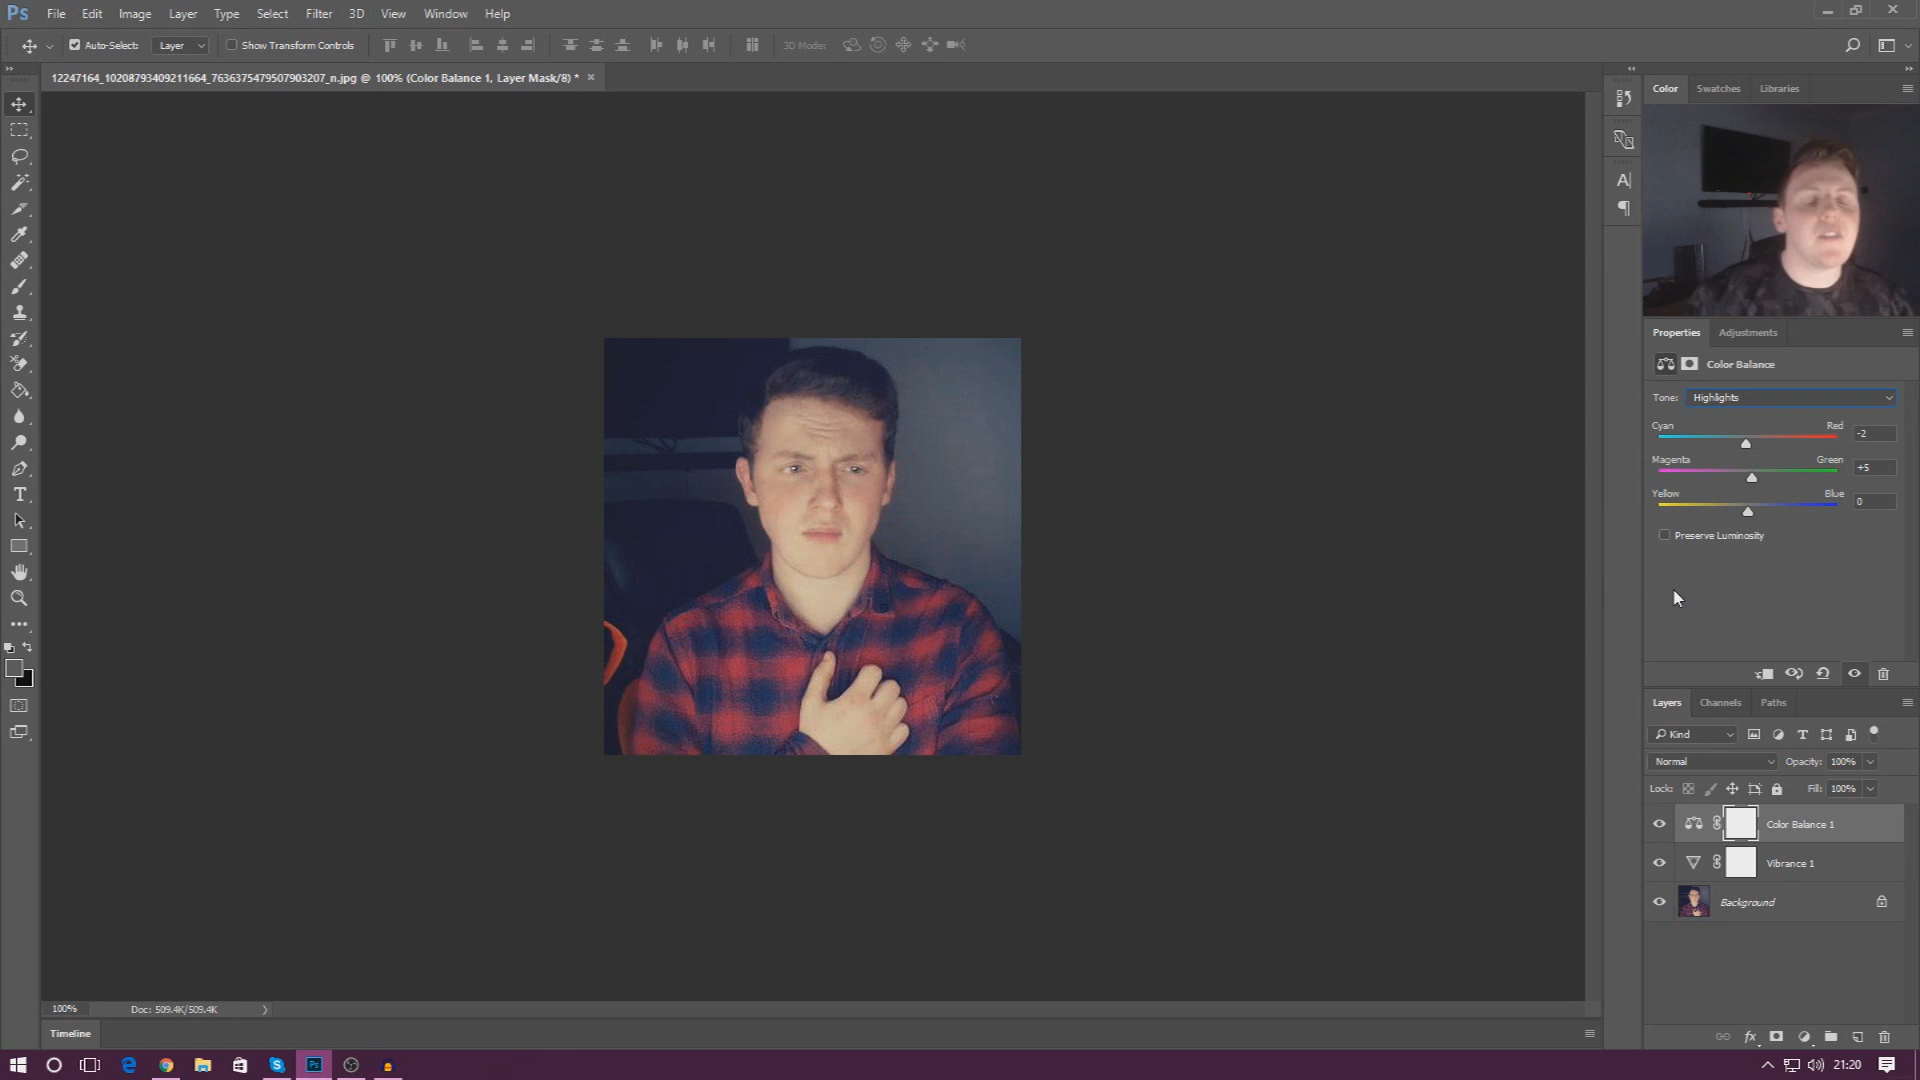 Ps File Edit Image Layer Type Select Filter 3D View Window Help
Auto-Select: Layer Show Transform Controls 3D Mode:
12247164_10208793409211664_7636375479507903207_n.jpg @ 100% (Color Balance 1, Layer Mask/8) * ×
Color Swatches Libraries
Properties Adjustments
Color Balance
Tone: Highlights
Cyan Red -2
Magenta Green +5
Yellow Blue 0
Preserve Luminosity
Layers Channels Paths
Kind
Normal Opacity: 100%
Lock: Fill: 100%
Color Balance 1
Vibrance 1
Background
100% Doc: 509.4K/509.4K
Timeline
Ps
21:20